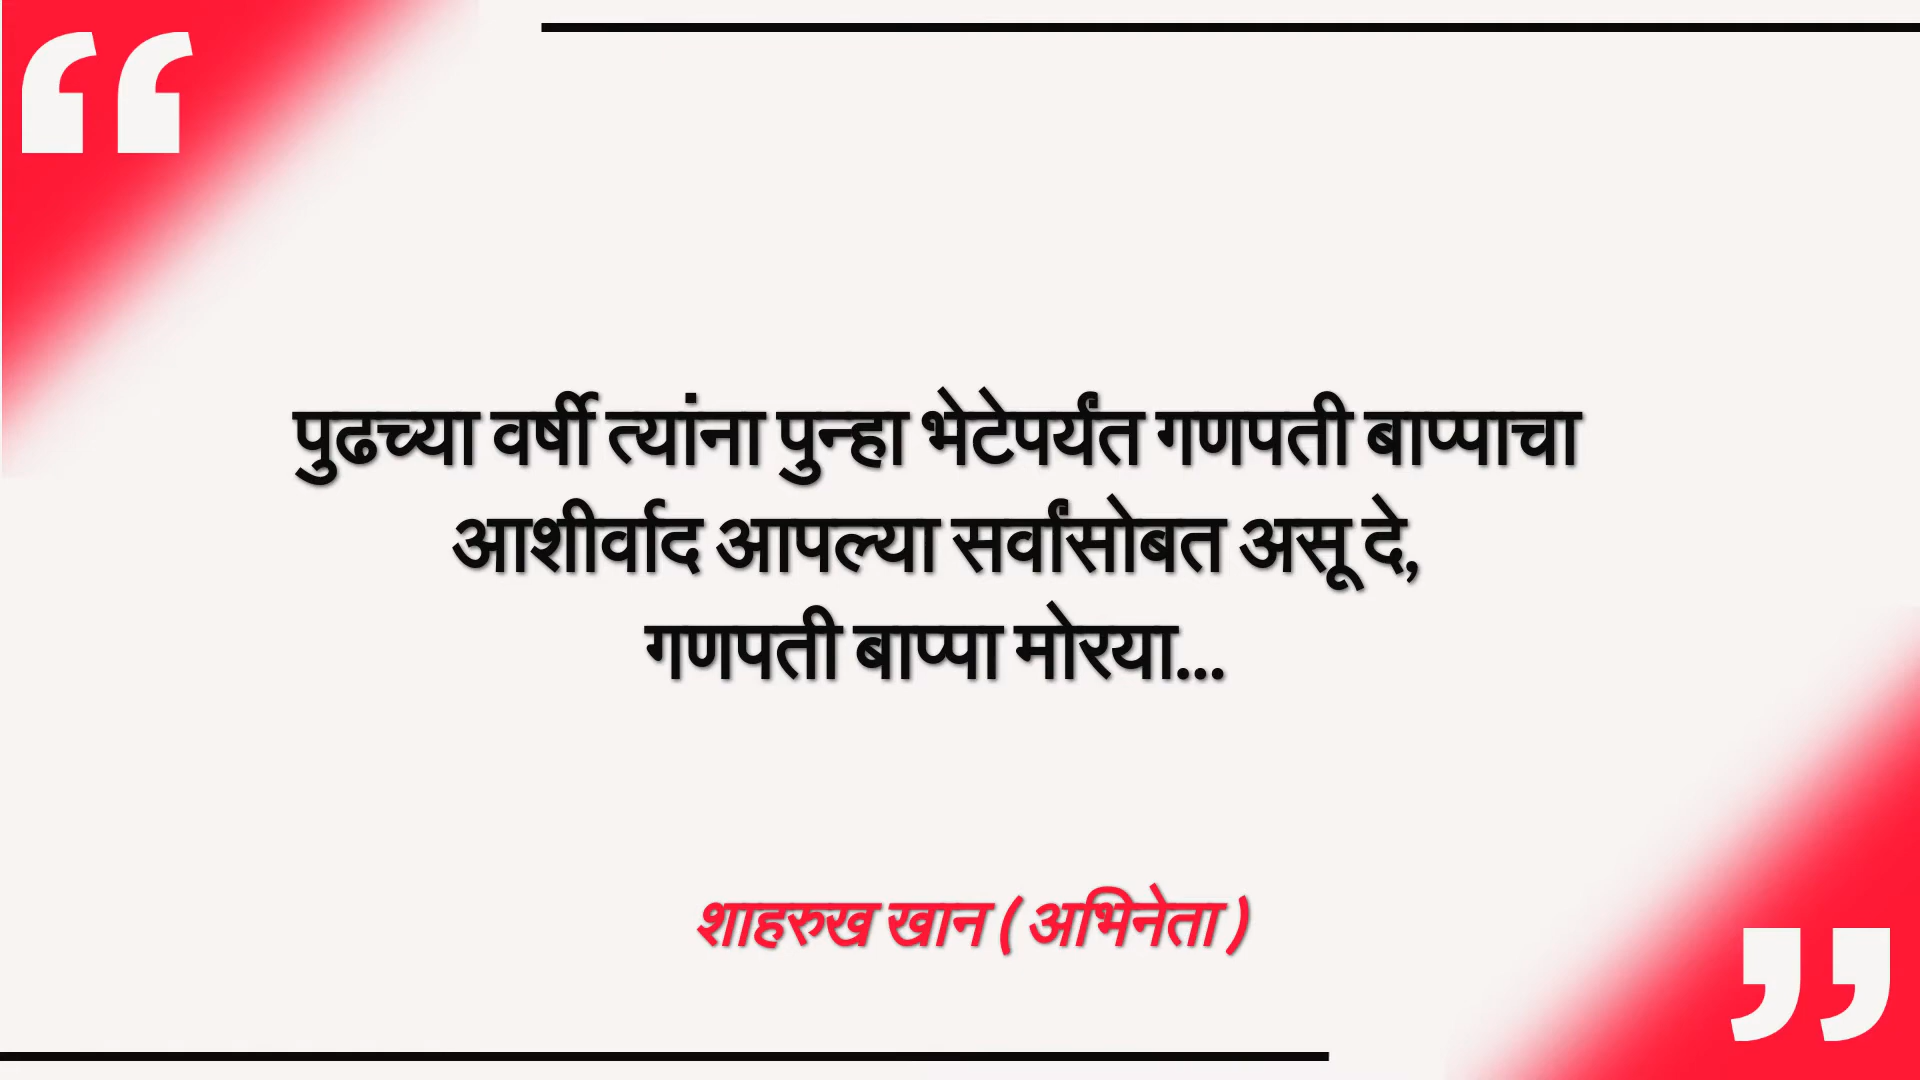 पुढच्या वर्षी त्यांना पुन्हा भेटेपर्यंत गणपती बाप्पाचा
आशीर्वाद आपल्या सर्वांसोबत असू दे,
गणपती बाप्पा मोरया...
शाहरुख खान ( अभिनेता )